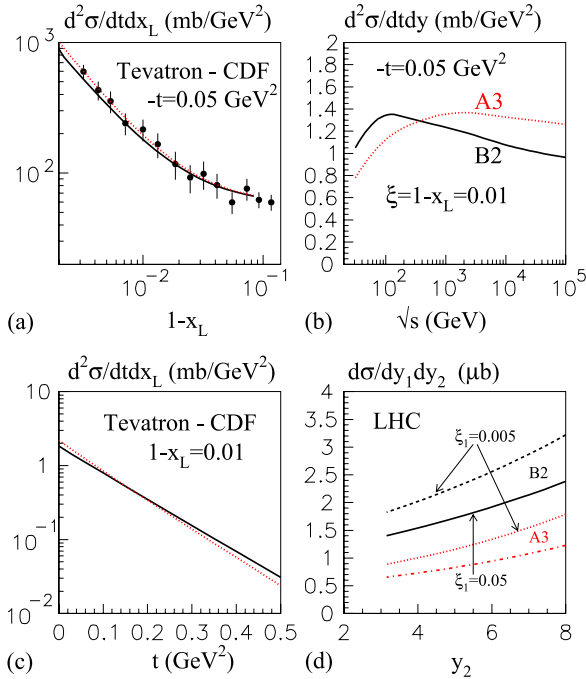 d²σ/dtdx_L (mb/GeV²)
10³
10²
Tevatron - CDF
-t=0.05 GeV²
10⁻² 10⁻¹
(a) 1-x_L
d²σ/dtdy (mb/GeV²)
2
1.8
1.6
1.4
1.2
1
0.8
0.6
0.4
0.2
0
-t=0.05 GeV²
A3
B2
ξ=1-x_L=0.01
10² 10³ 10⁴ 10⁵
(b) √s (GeV)
d²σ/dtdx_L (mb/GeV²)
10
1
10⁻¹
10⁻²
Tevatron - CDF
1-x_L=0.01
0 0.1 0.2 0.3 0.4 0.5
(c) t (GeV²)
dσ/dy₁dy₂ (μb)
4
3.5
3
2.5
2
1.5
1
0.5
0
LHC
ξ₁=0.005
B2
A3
ξ₁=0.05
2 4 6 8
(d) y₂